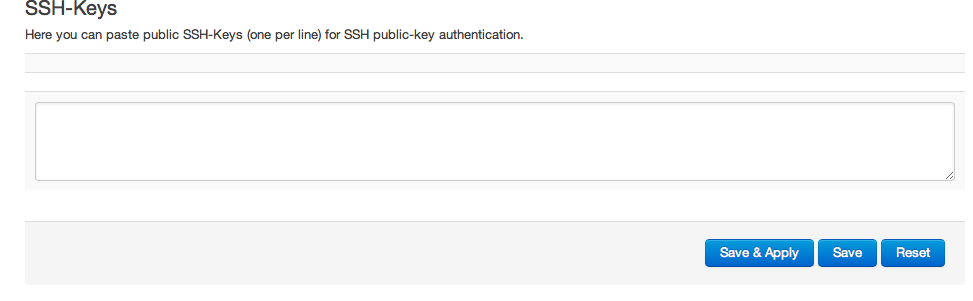 SSH-Keys
Here you can paste public SSH-Keys (one per line) for SSH public-key authentication.
Save & Apply Save Reset